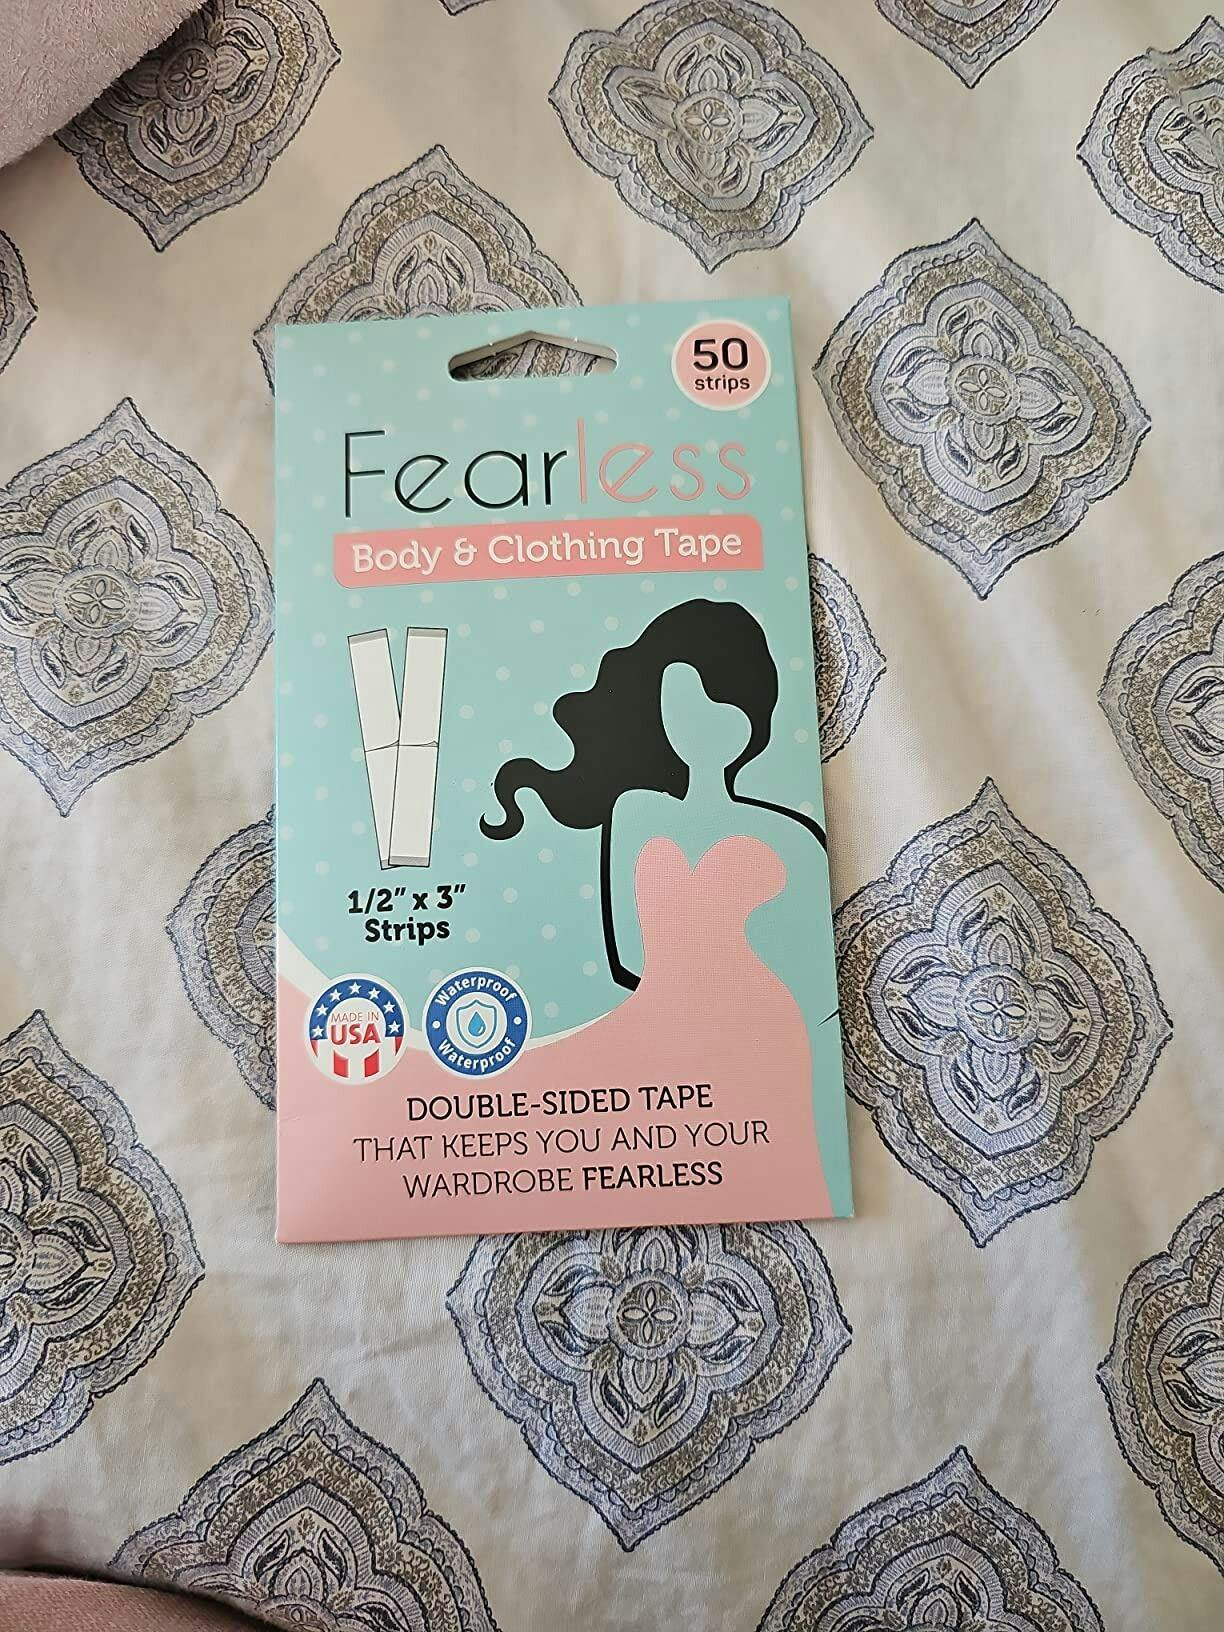 50
strips
Fearless
Body & Clothing Tape
1/2" x 3"
Strips
MADE IN
USA
Waterproof
Waterproof
DOUBLE-SIDED TAPE
THAT KEEPS YOU AND YOUR
WARDROBE FEARLESS